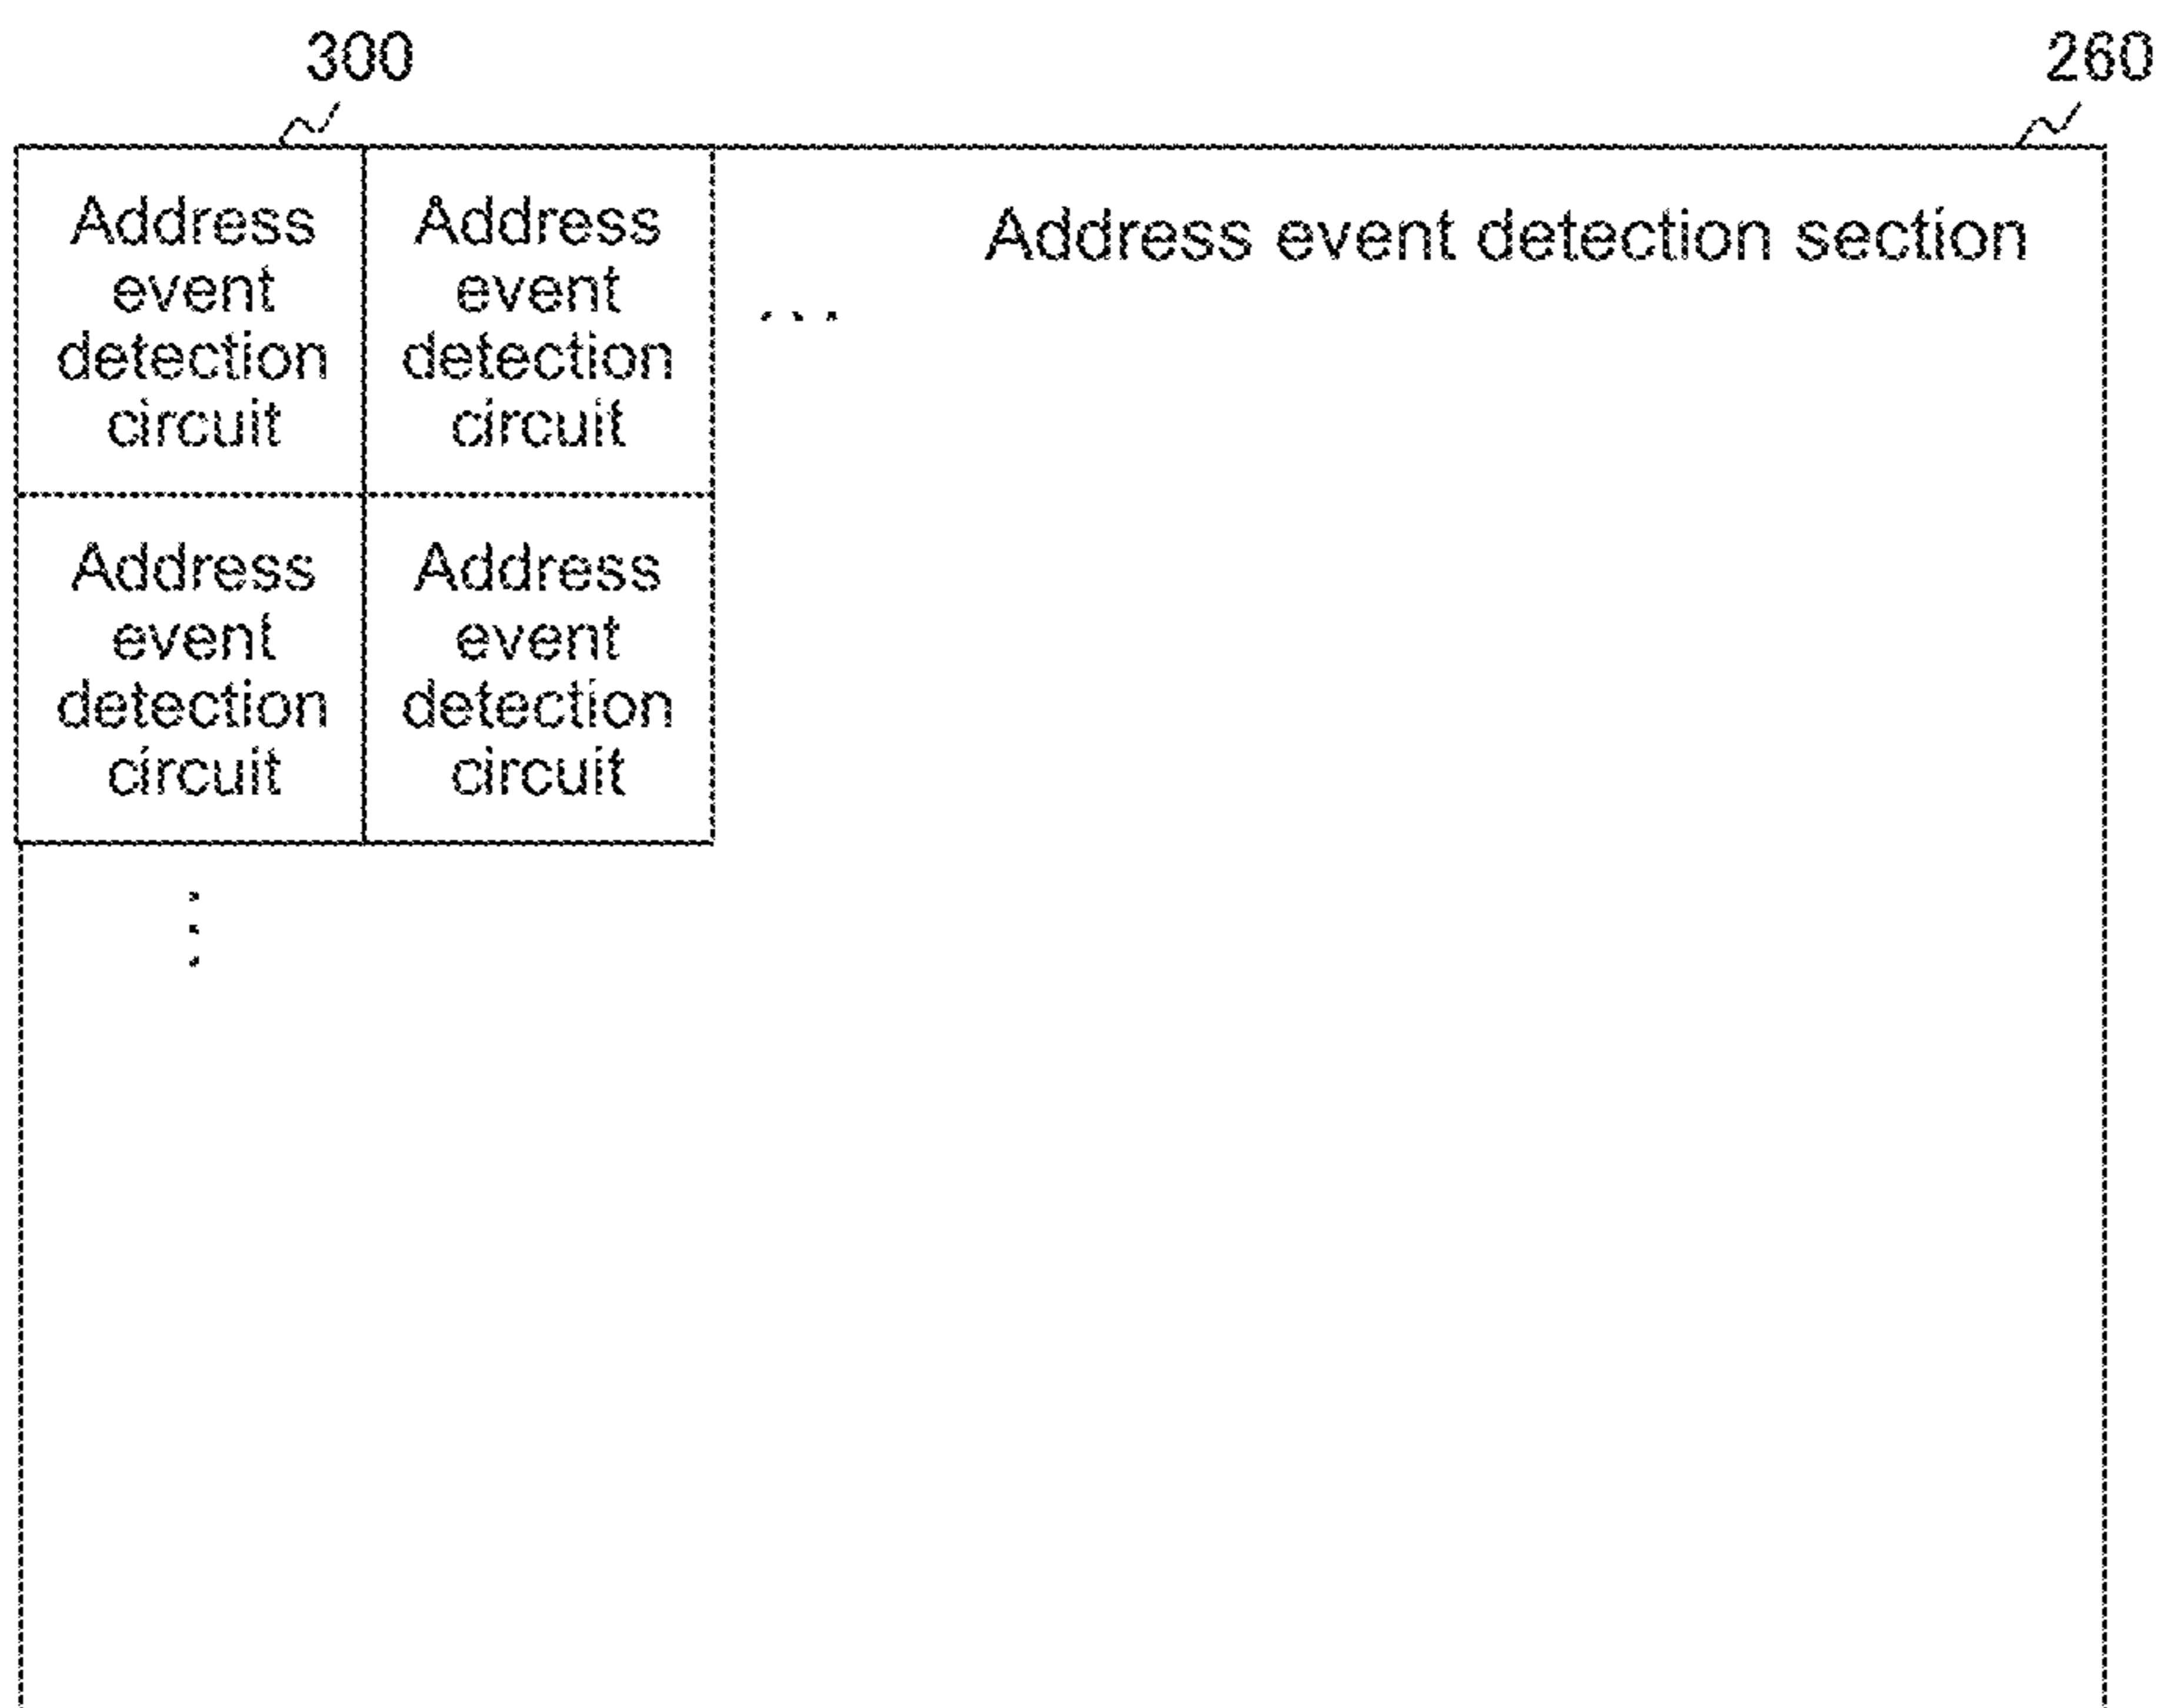 300
260
Address
event
detection
circuit
Address
event
detection
circuit
Address event detection section
...
Address
event
detection
circuit
Address
event
detection
circuit